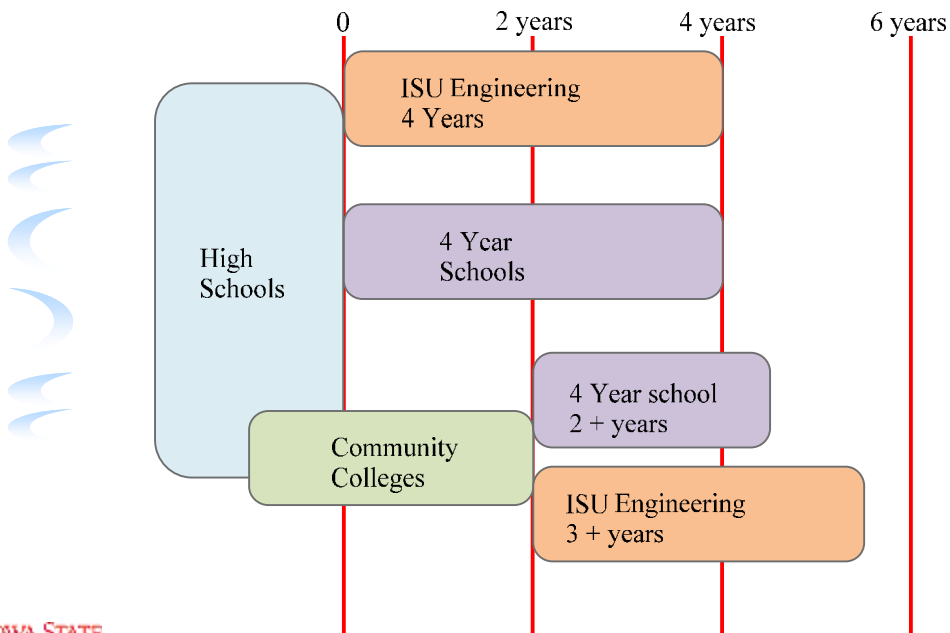 0 2 years 4 years 6 years
ISU Engineering
4 Years
4 Year
Schools
High
Schools
4 Year school
2 + years
Community
Colleges
ISU Engineering
3 + years
STATE